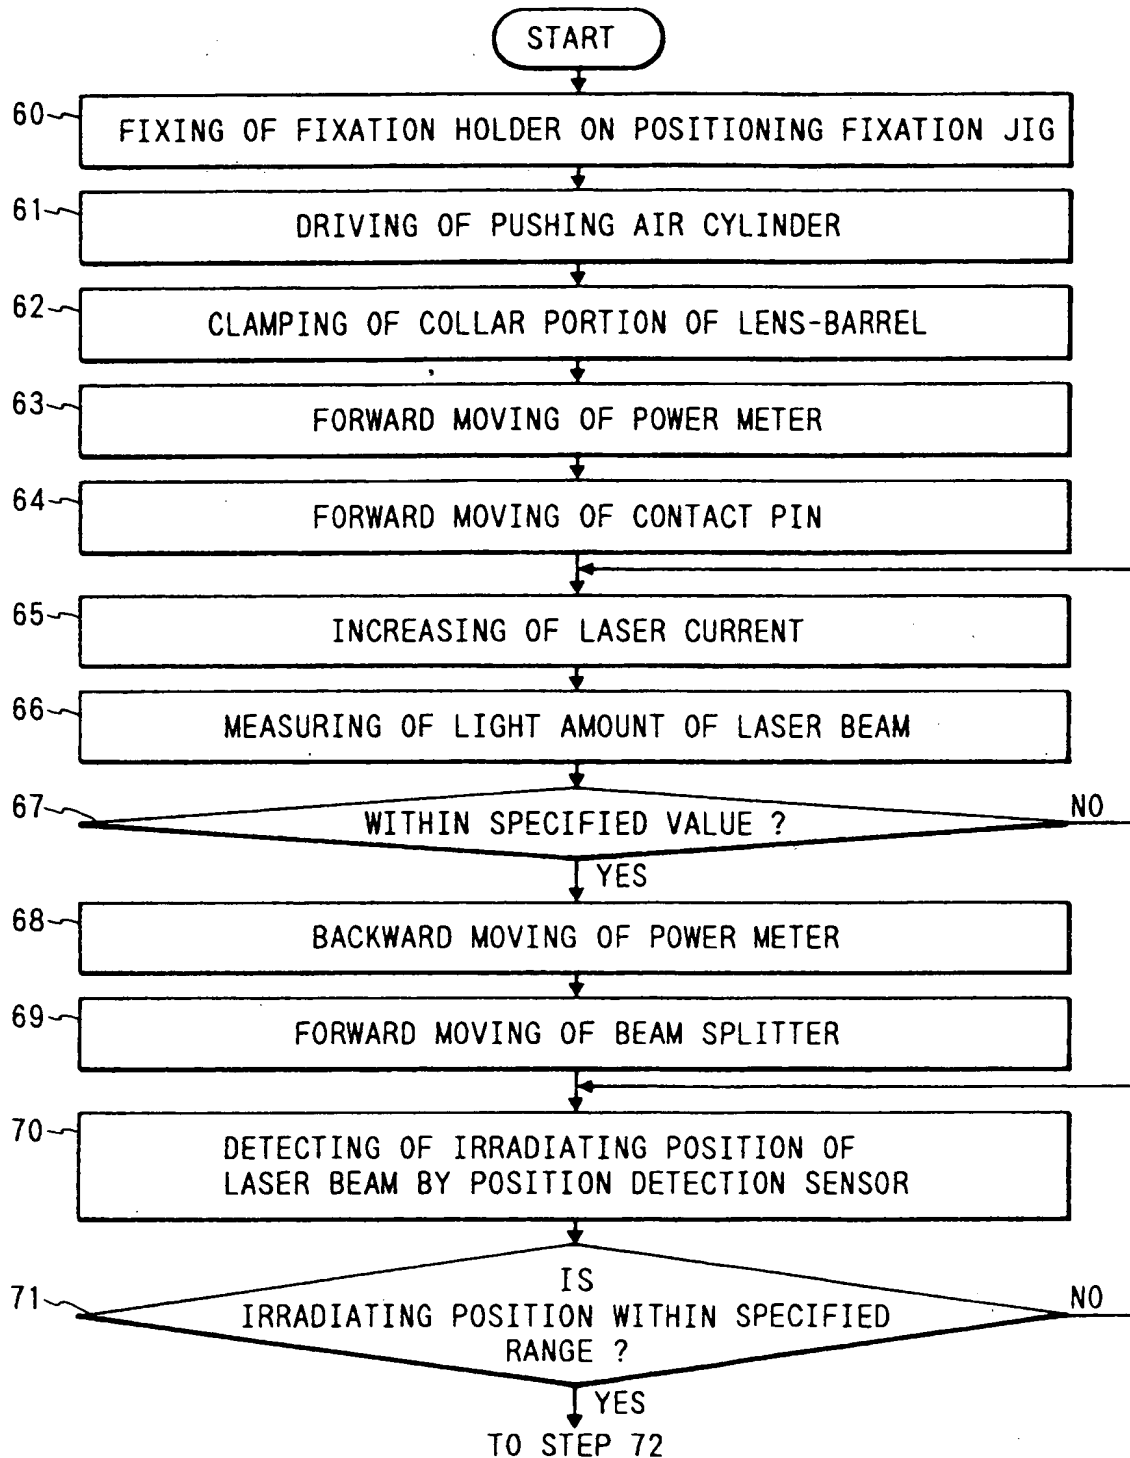 START
60
FIXING OF FIXATION HOLDER ON POSITIONING FIXATION JIG
61
DRIVING OF PUSHING AIR CYLINDER
62
CLAMPING OF COLLAR PORTION OF LENS-BARREL
63
FORWARD MOVING OF POWER METER
64
FORWARD MOVING OF CONTACT PIN
65
INCREASING OF LASER CURRENT
66
MEASURING OF LIGHT AMOUNT OF LASER BEAM
67
WITHIN SPECIFIED VALUE ?
NO
YES
68
BACKWARD MOVING OF POWER METER
69
FORWARD MOVING OF BEAM SPLITTER
70
DETECTING OF IRRADIATING POSITION OF
LASER BEAM BY POSITION DETECTION SENSOR
71
IS
IRRADIATING POSITION WITHIN SPECIFIED
RANGE ?
NO
YES
TO STEP 72